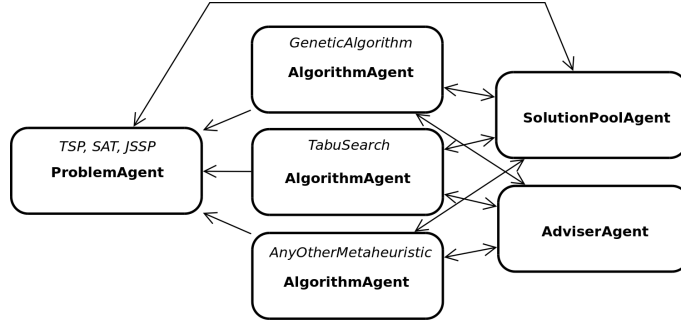 GeneticAlgorithm
AlgorithmAgent
TSP, SAT, JSSP
ProblemAgent
TabuSearch
AlgorithmAgent
AnyOtherMetaheuristic
AlgorithmAgent
SolutionPoolAgent
AdviserAgent